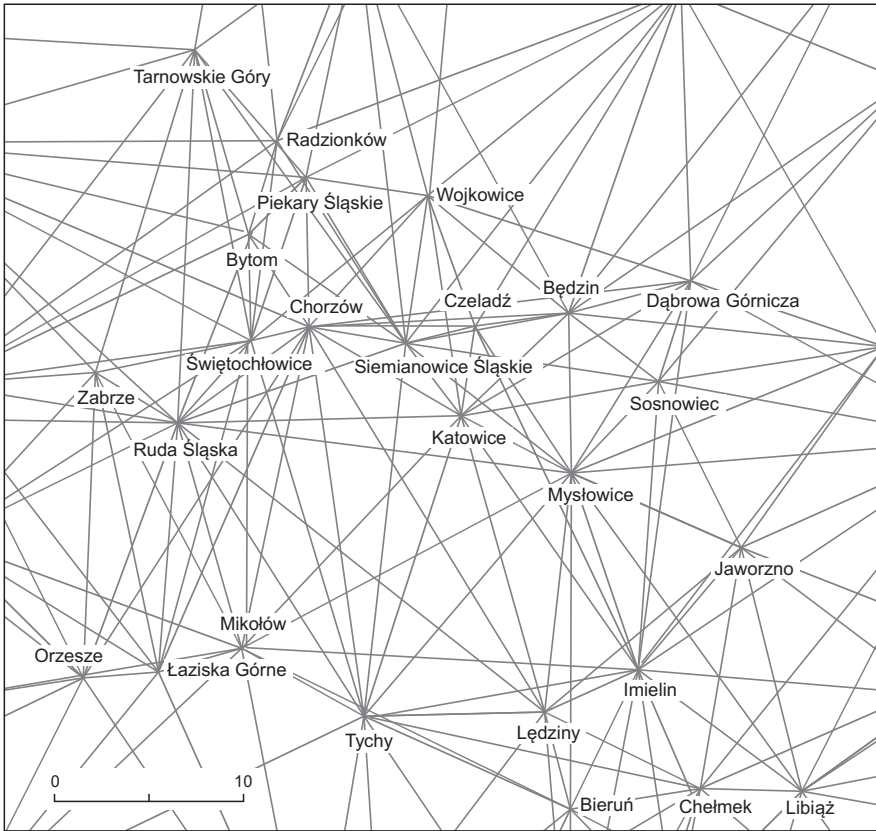 Tarnowskie Góry
Radzionków
Piekary Śląskie
Wojkowice
Bytom
Będzin
Czeladź
Dąbrowa Górnicza
Chorzów
Świętochłowice
Siemianowice Śląskie
Zabrze
Sosnowiec
Ruda Śląska
Katowice
Mysłowice
Jaworzno
Mikołów
Orzesze
Łaziska Górne
Imielin
Tychy
Lędziny
0 10
Bieruń
Chełmek
Libiąż